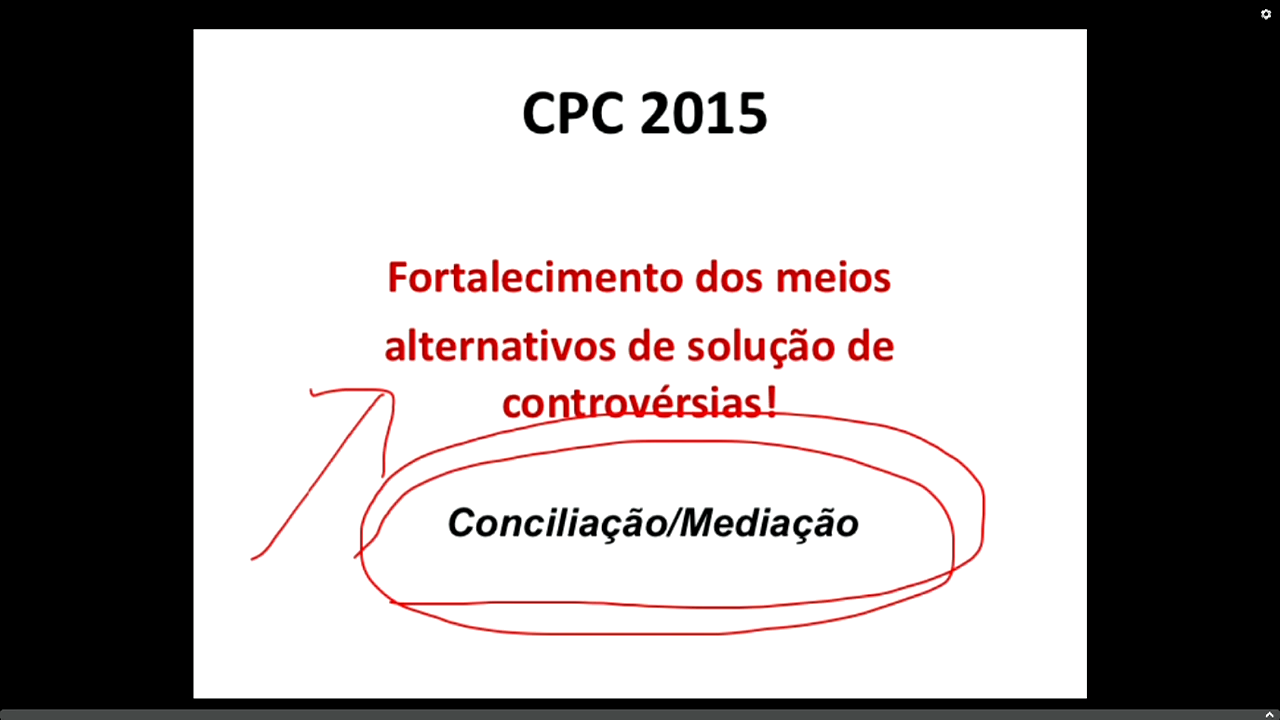 CPC 2015
Fortalecimento dos meios
alternativos de solução de
controvérsias!
Conciliação/Mediação